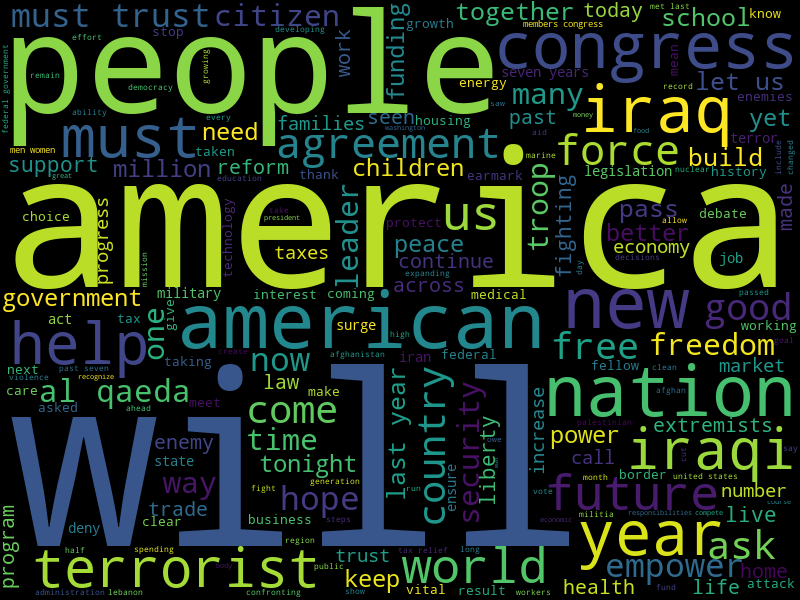 must trust
citizen
together
today
met last
school
know
people
effort
stop
developing
work
funding
growth
members congress
congress
mean
seven years
let us
federal government
remain
democracy
growing
ability
every
energy
saw
record
enemies
many
iraq
past
yet
must
need
seen
housing
washington
families
agreement
men women
taken
aid
money
food
terror
force
build
support
million
reform
thank
children
earmark
marine
legislation
nuclear
history
include
changed
great
education
america
choice
progress
technology
take
president
leader
protect
us
troop
fighting
pass
allow
debate
made
better
peace
taxes
continue
economy
decisions
job
mission
across
expanding
day
government
military
interest
coming
medical
new
passed
good
help
one
act
tax
given
american
surge
high
working
goal
free
freedom
next
past seven
taking
now
create
afghanistan
iran
federal
fellow
clean
market
violence
recognize
care
al qaeda
asked
ahead
meet
law
make
last year
country
security
liberty
owe
increase
nation
afghan
palestinian
will
come
time
tonight
enemy
state
way
hope
generation
fight
run
ensure
power
extremists
iraqi
call
border
cut
say
month
united states
number
future
vote
trade
clear
deny
business
steps
region
economic
militia
responsibilities
compete
course
live
year
ask
program
half
spending
public
trust
tax relief
long
terrorist
body
keep
vital
world
result
workers
show
administration
lebanon
confronting
empower
home
health
fund
life
attack